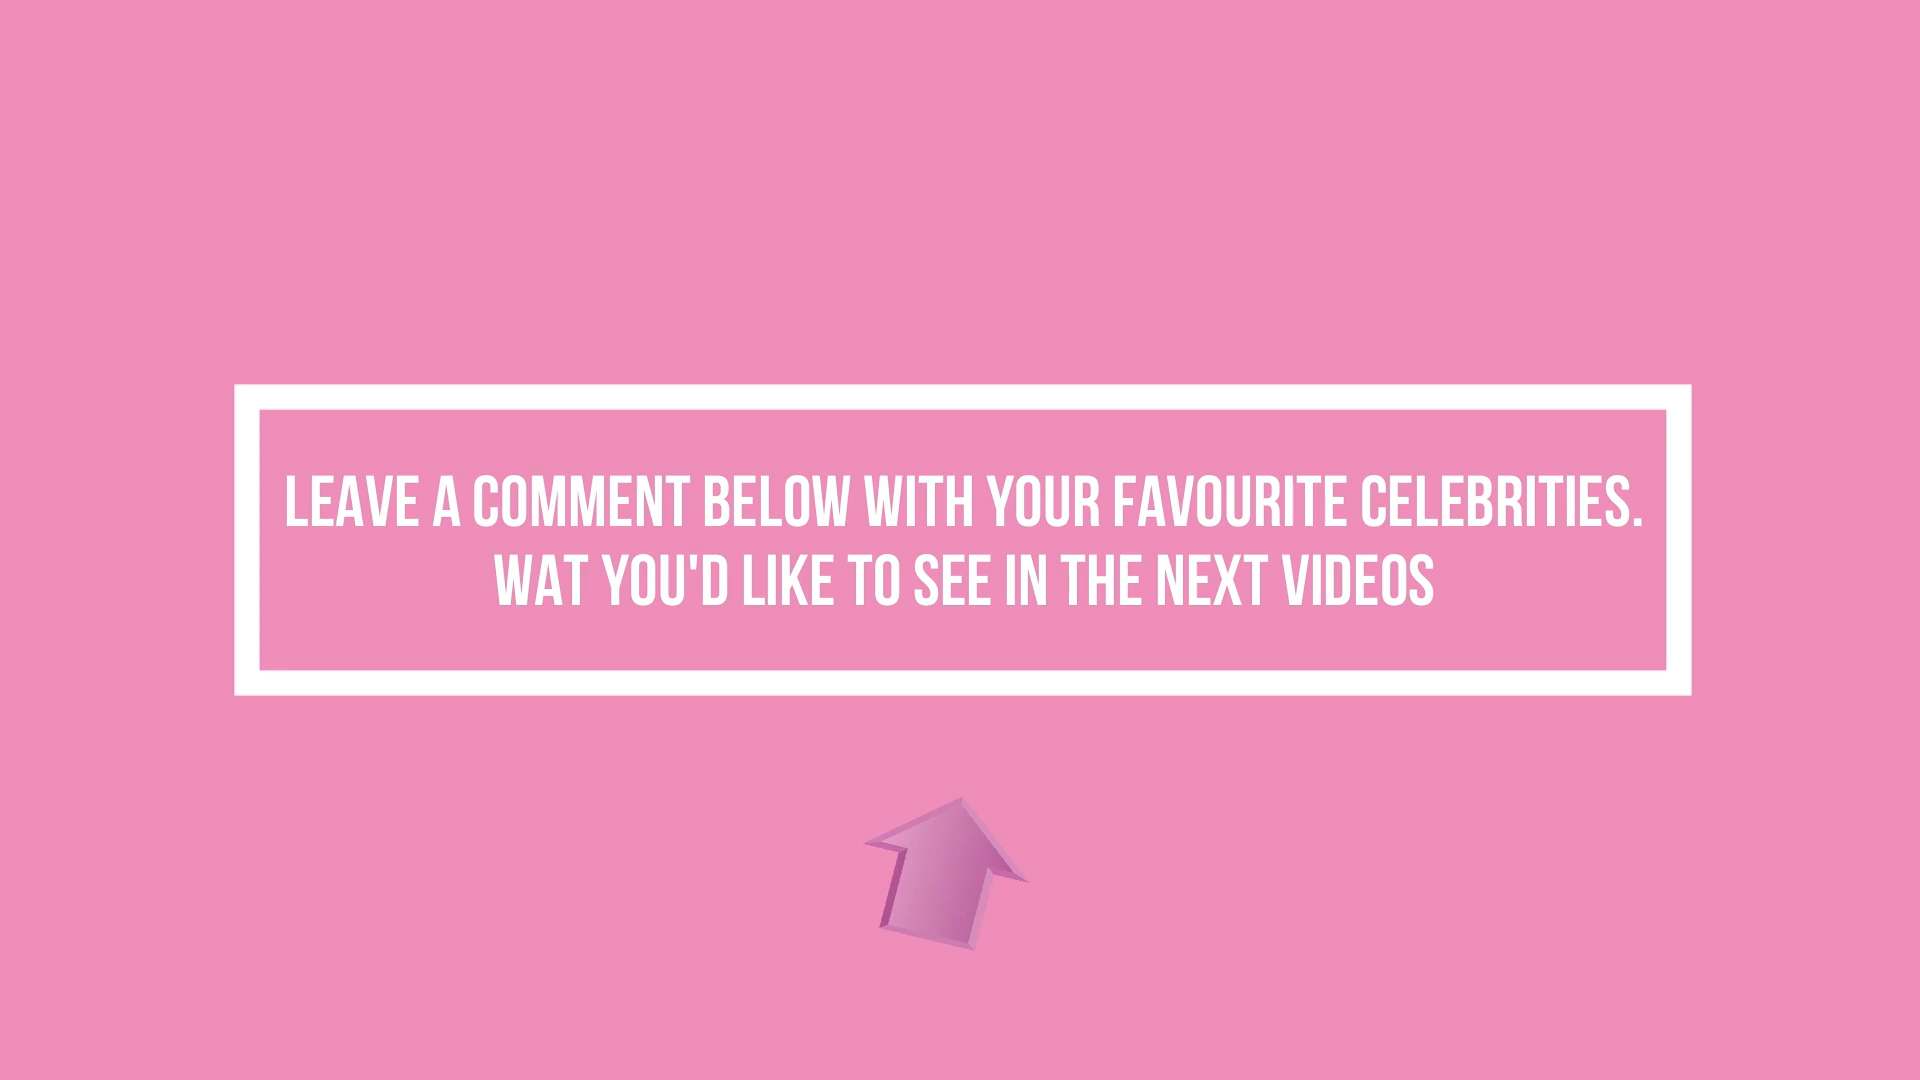 LEAVE A COMMENT BELOW WITH YOUR FAVOURITE CELEBRITIES.
WAT YOU'D LIKE TO SEE IN THE NEXT VIDEOS